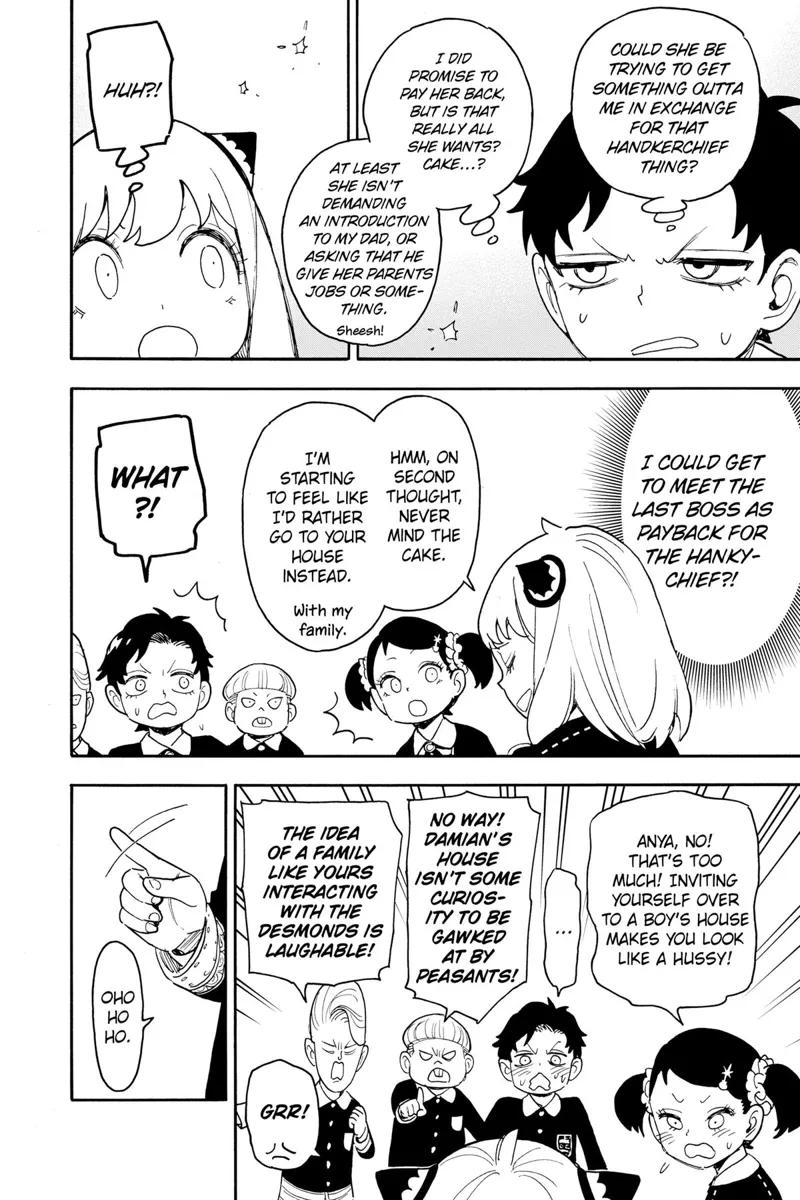 COULD SHE BE
TRYING TO GET
SOMETHING OUTTA
ME IN EXCHANGE
FOR THAT
HANDKERCHIEF
THING?
I DID
PROMISE TO
PAY HER BACK,
BUT IS THAT
REALLY ALL
SHE WANTS?
CAKE...?
AT LEAST
SHE ISN'T
DEMANDING
AN INTRODUCTION
TO MY DAD, OR
ASKING THAT HE
GIVE HER PARENTS
JOBS OR SOME-
THING.
Sheesh!
HUH?!
I COULD GET
TO MEET THE
LAST BOSS AS
PAYBACK FOR
THE HANKY-
CHIEF?!
HMM, ON
SECOND
THOUGHT,
NEVER
MIND THE
CAKE.
I'M
STARTING
TO FEEL LIKE
I'D RATHER
GO TO YOUR
HOUSE
INSTEAD.
With my
family.
WHAT
?!
ANYA, NO!
THAT'S TOO
MUCH! INVITING
YOURSELF OVER
TO A BOY'S HOUSE
MAKES YOU LOOK
LIKE A HUSSY!
...
NO WAY!
DAMIAN'S
HOUSE
ISN'T SOME
CURIOS-
ITY TO BE
GAWKED
AT BY
PEASANTS!
THE IDEA
OF A FAMILY
LIKE YOURS
INTERACTING
WITH THE
DESMONDS IS
LAUGHABLE!
GRR!
OHO
HO
HO.